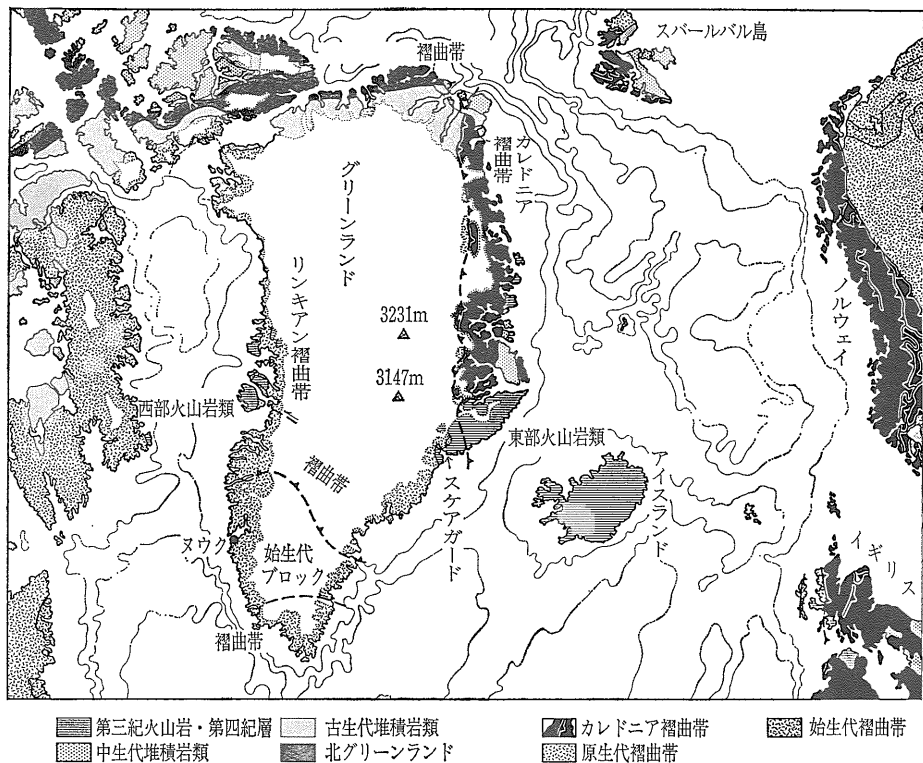 スバールバル島
褶曲帯
カレドニア
褶曲帯
グリーンランド
リンキアン褶曲帯
3231m
3147m
ノルウェイ
西部火山岩類
東部火山岩類
褶曲帯
スケアガード
アイスランド
ヌウク
始生代
ブロック
イギリス
褶曲帯
第三紀火山岩・第四紀層
古生代堆積岩類
カレドニア褶曲帯
始生代褶曲帯
中生代堆積岩類
北グリーンランド
原生代褶曲帯